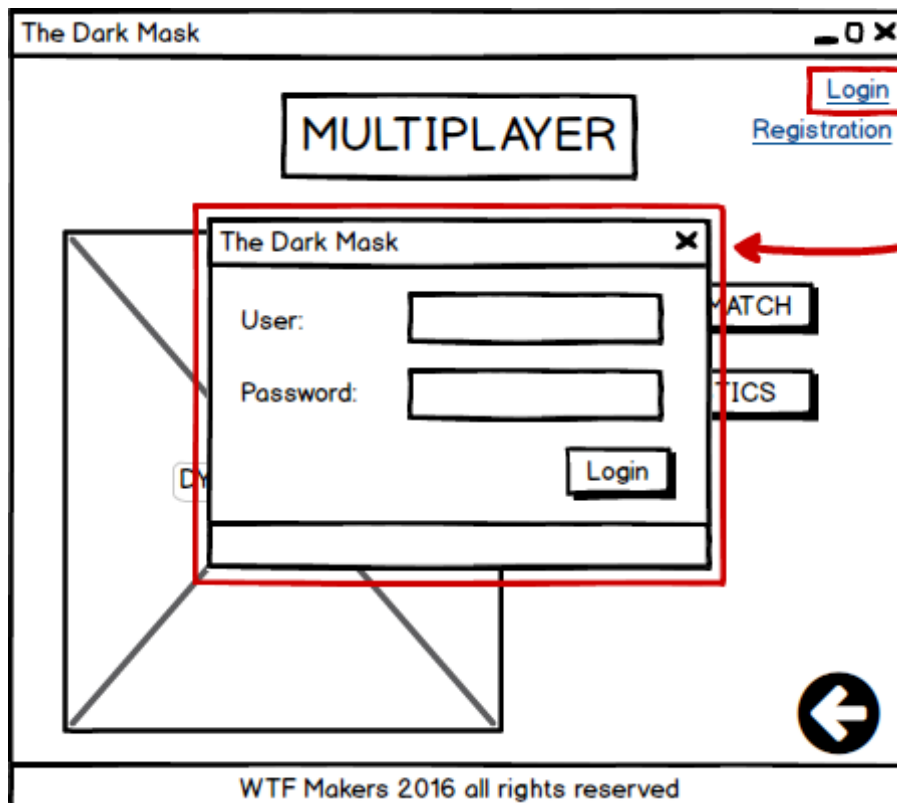 The Dark Mask
Login
Registration
MULTIPLAYER
The Dark Mask
User:
Password:
Login
MATCH
TICS
DY
WTF Makers 2016 all rights reserved